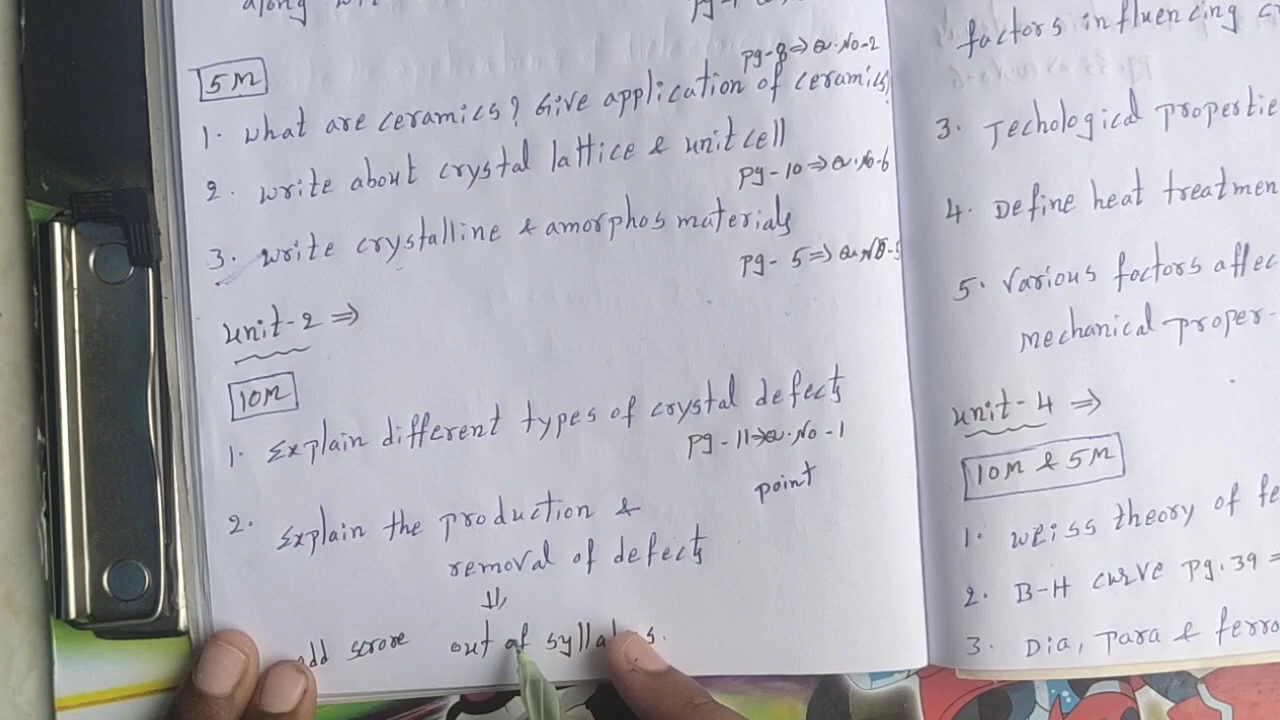 along
5M
Pg-8⇒Q.No-2
1. What are ceramics? Give application of ceramics
2. Write about crystal lattice & unit cell
Pg-10⇒Q.No-6
3. Write crystalline & amorphos materials
Pg-5⇒Q.No-5
Unit-2⇒
10M
1. Explain different types of crystal defects
Pg-11⇒Q.No-1
point
2. Explain the production &
removal of defects
⇓
add out of syllabus.
factors influencing
3. Techological propertie
4. Define heat treatmen
5. Various factors affec
mechanical proper-
Unit-4⇒
10M & 5M
1. Weiss theory of fe
2. B-H curve Pg.39=
3. Dia, Para & ferro